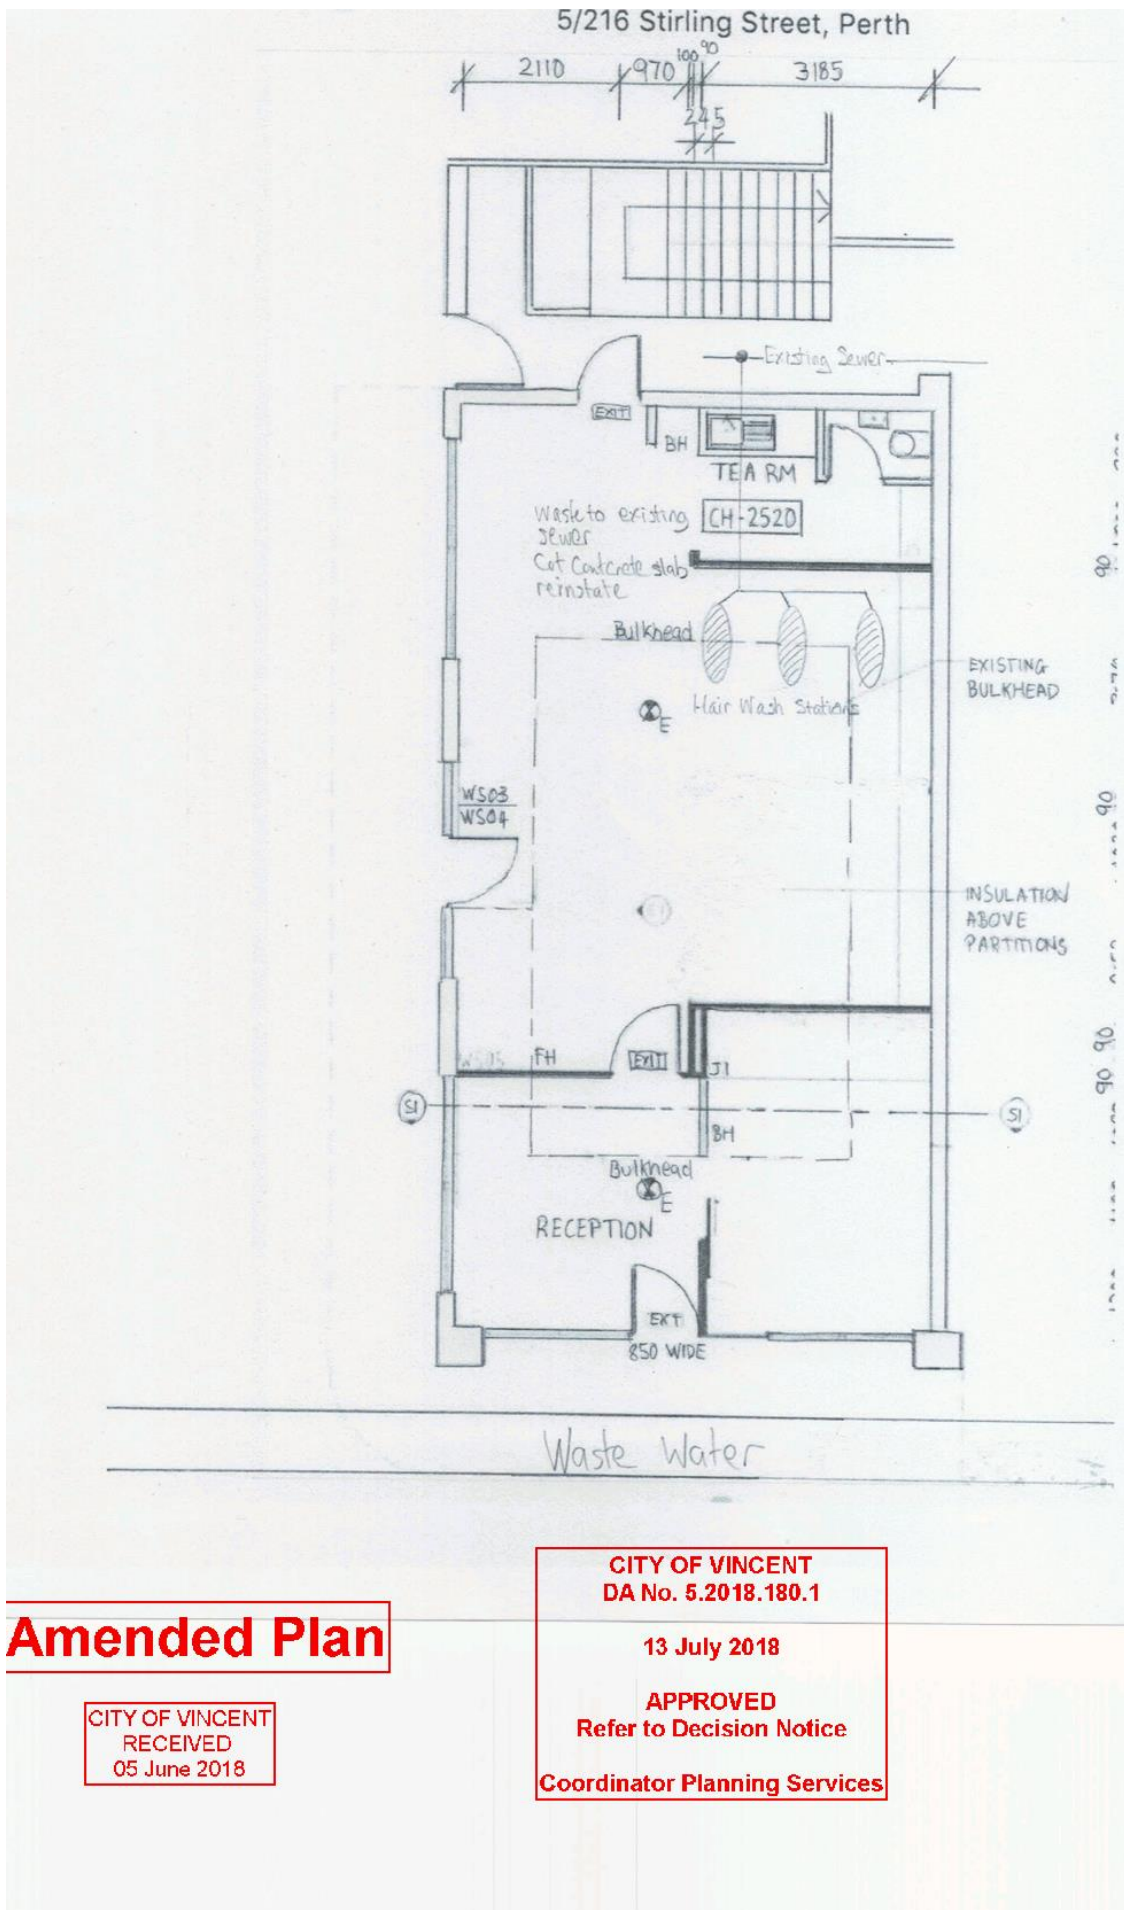 5/216 Stirling Street, Perth
2110
970
100
90
3185
245
Existing Sewer
EXIT
BH
TEA RM
Waste to existing
sewer
CH-2520
Cut Contcrete slab
reinstate
Bulkhead
EXISTING
BULKHEAD
Hair Wash Stations
E
WS03
WS04
90
90
INSULATION
ABOVE
PARTITIONS
WS05
FH
EXIT
J1
90
90
S1
S1
BH
Bulkhead
E
RECEPTION
EXT
850 WIDE
Waste Water
CITY OF VINCENT
DA No. 5.2018.180.1
13 July 2018
APPROVED
Refer to Decision Notice
Coordinator Planning Services
Amended Plan
CITY OF VINCENT
RECEIVED
05 June 2018